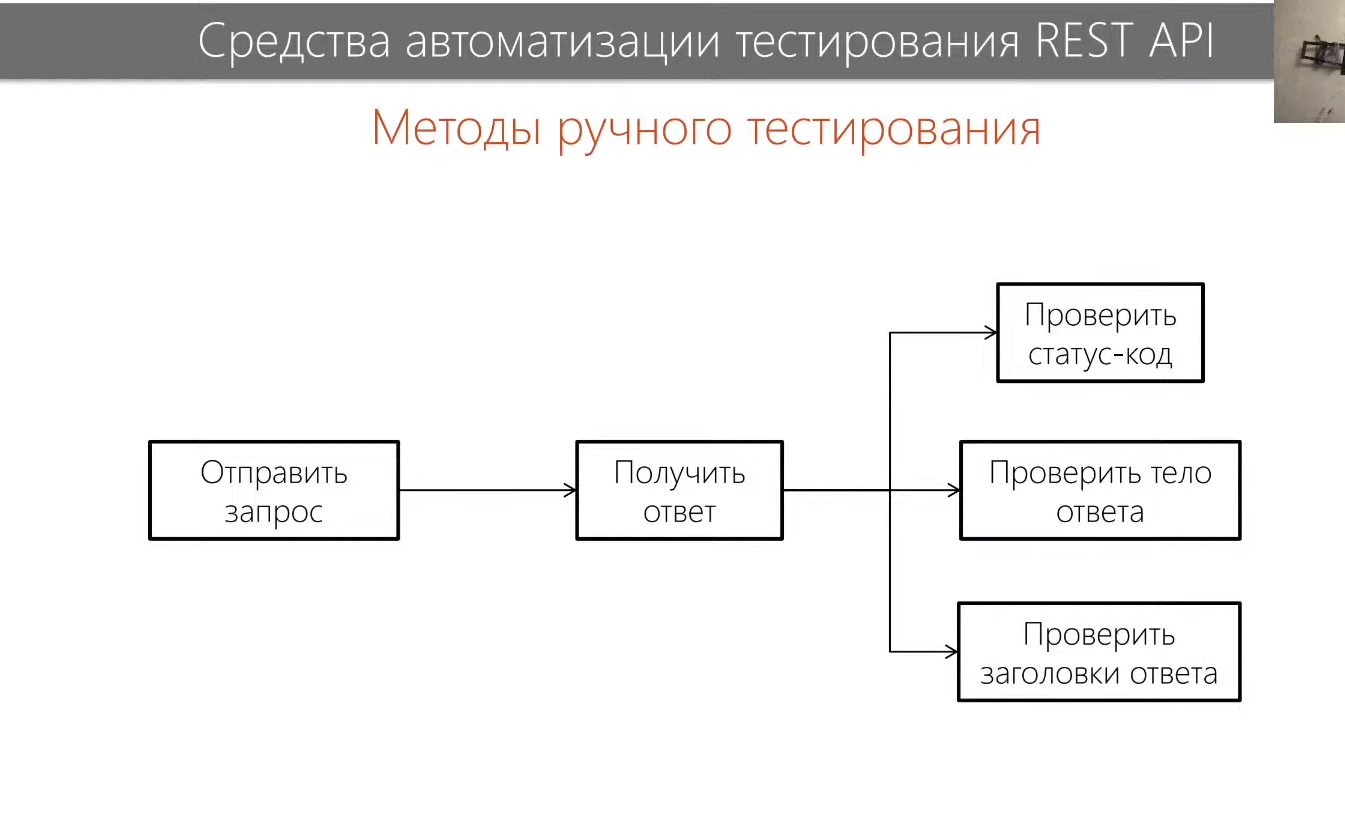 Средства автоматизации тестирования REST API
Методы ручного тестирования
Отправить
запрос
Получить
ответ
Проверить
статус-код
Проверить тело
ответа
Проверить
заголовки ответа